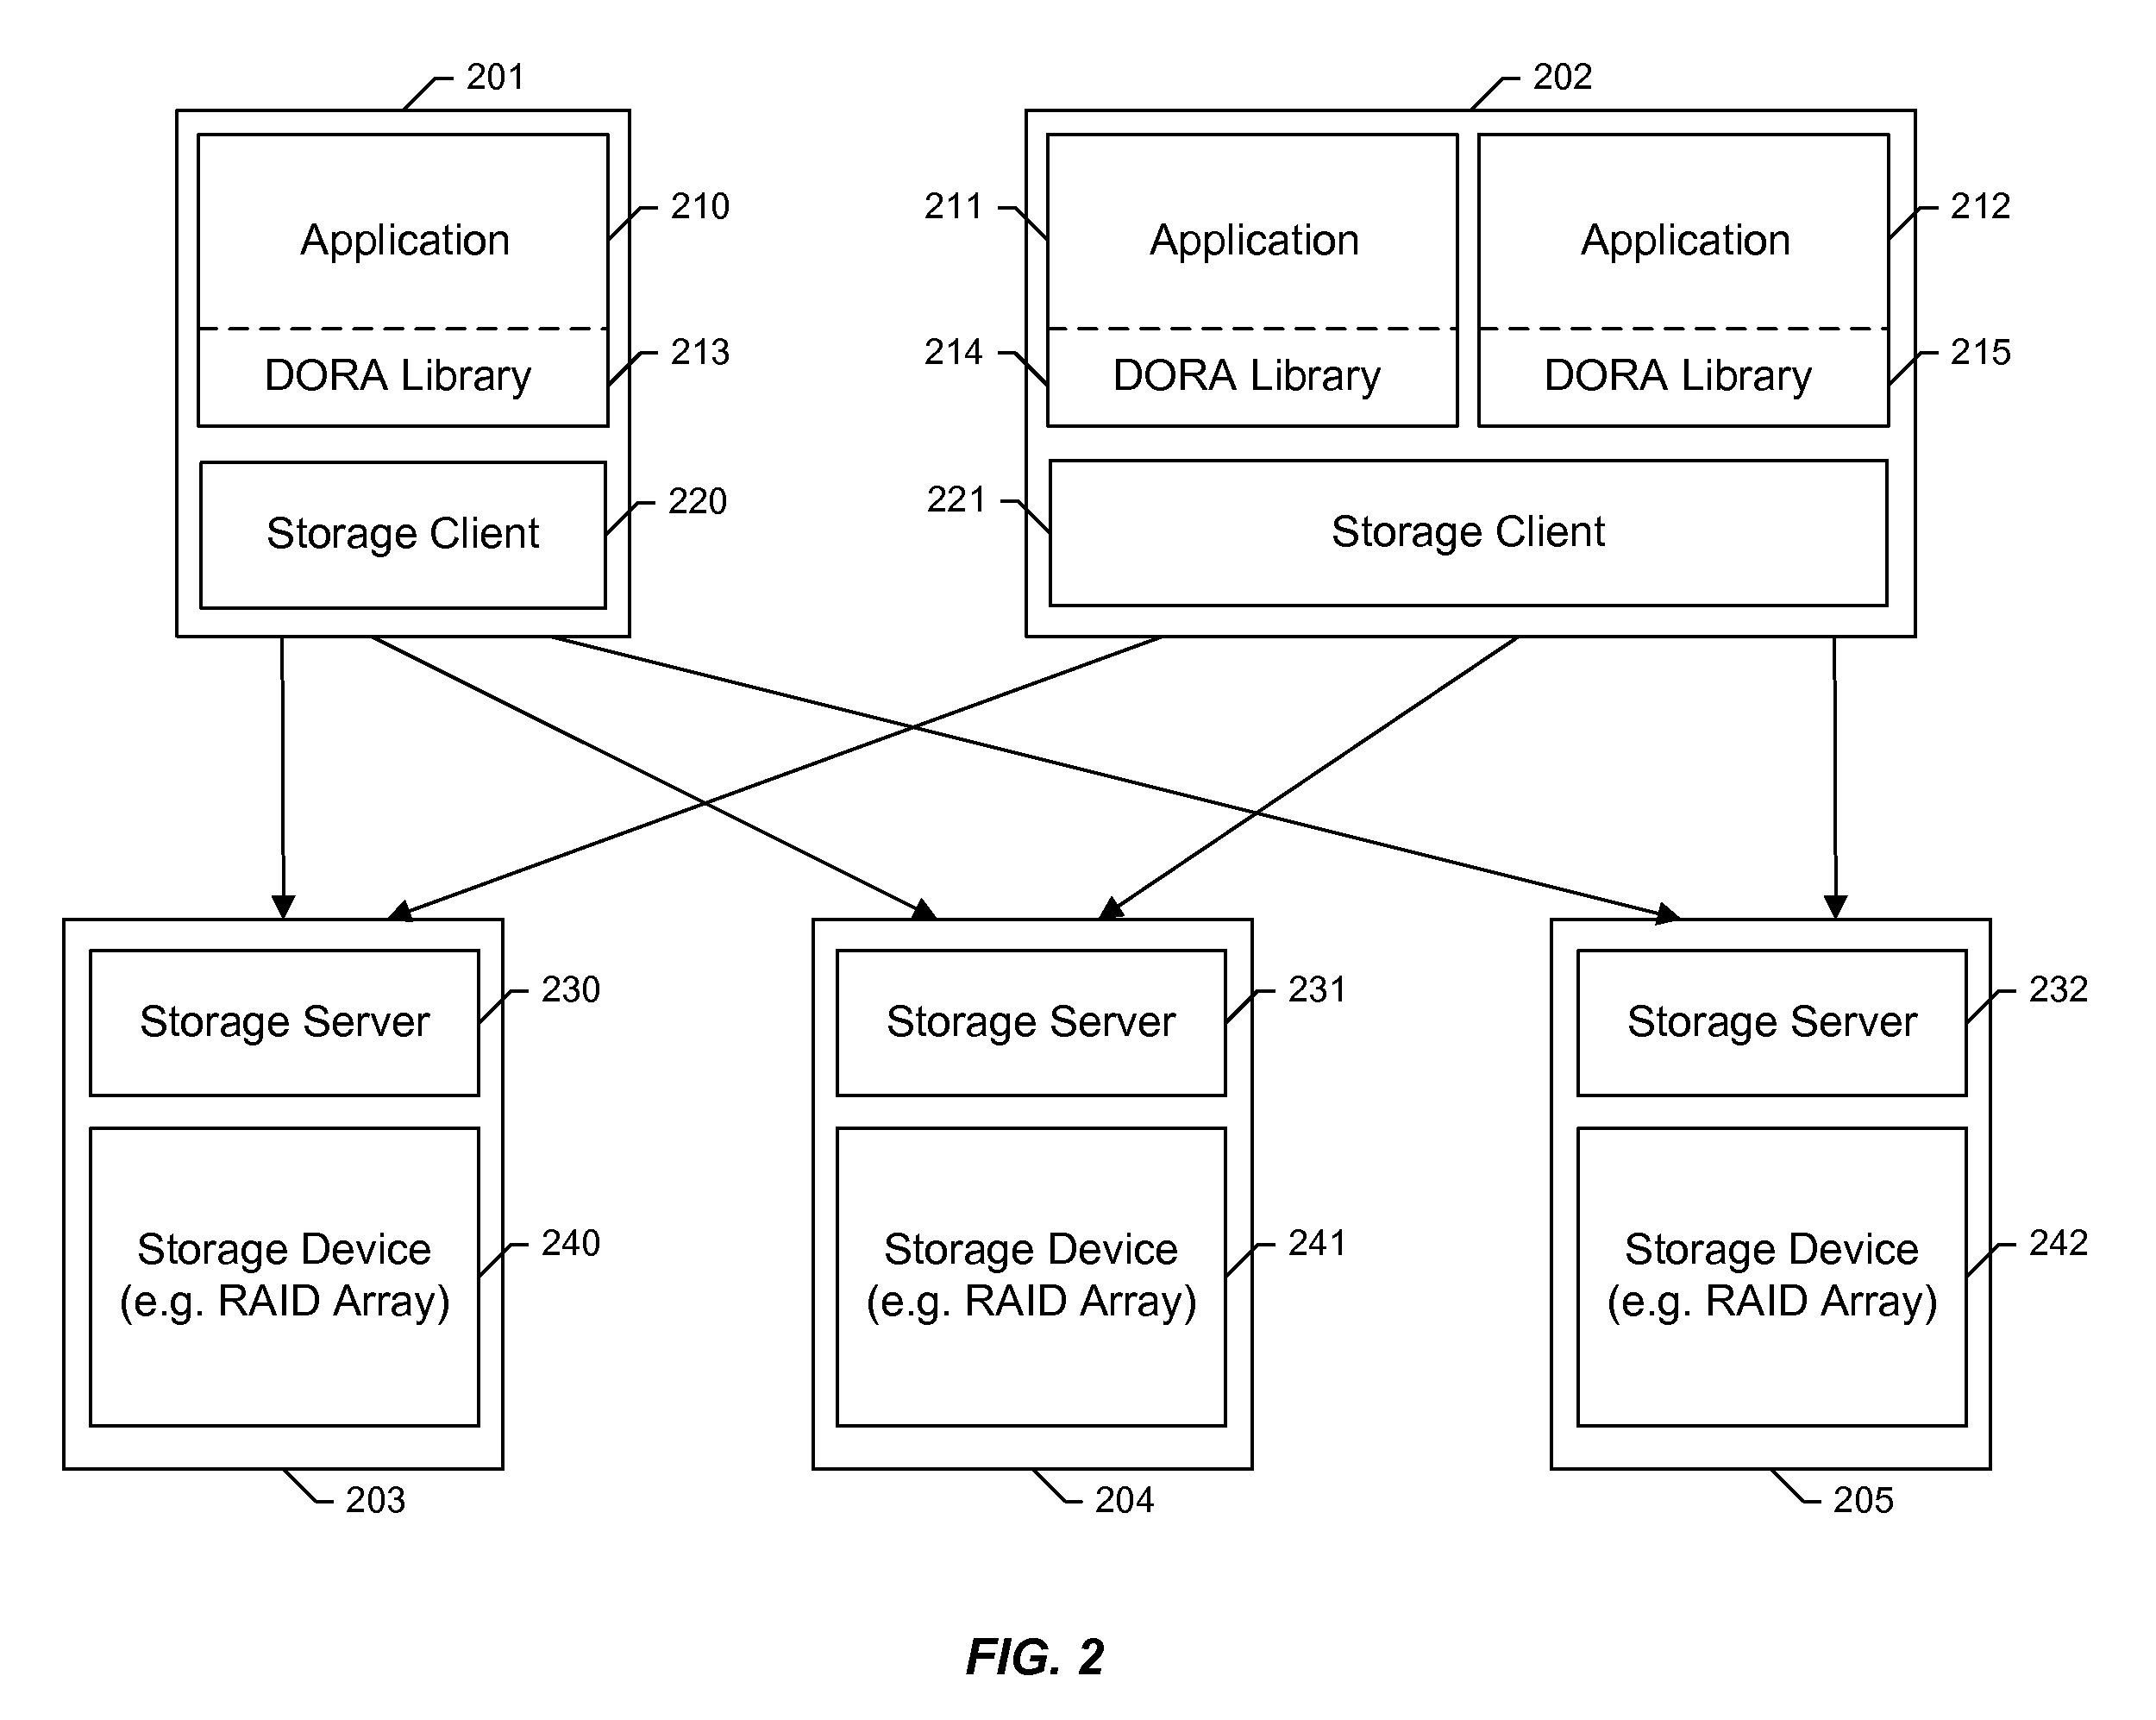 201
202
Application
210
211
Application
Application
212
DORA Library
213
214
DORA Library
DORA Library
215
Storage Client
220
221
Storage Client
Storage Server
230
Storage Server
231
Storage Server
232
Storage Device
(e.g. RAID Array)
240
Storage Device
(e.g. RAID Array)
241
Storage Device
(e.g. RAID Array)
242
203
204
205
FIG. 2